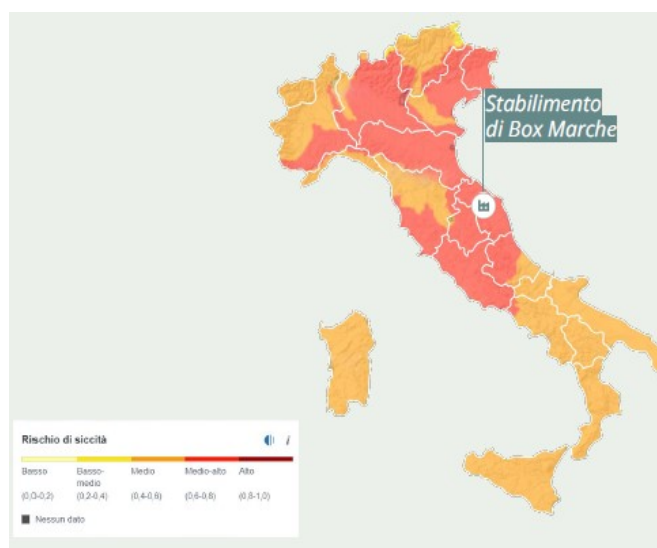 Stabilimento
di Box Marche
Rischio di siccità
Basso
Basso-
medio
Medio
Medio-alto
Alto
(0,0-0,2)
(0,2-0,4)
(0,4-0,6)
(0,6-0,8)
(0,8-1,0)
Nessun dato